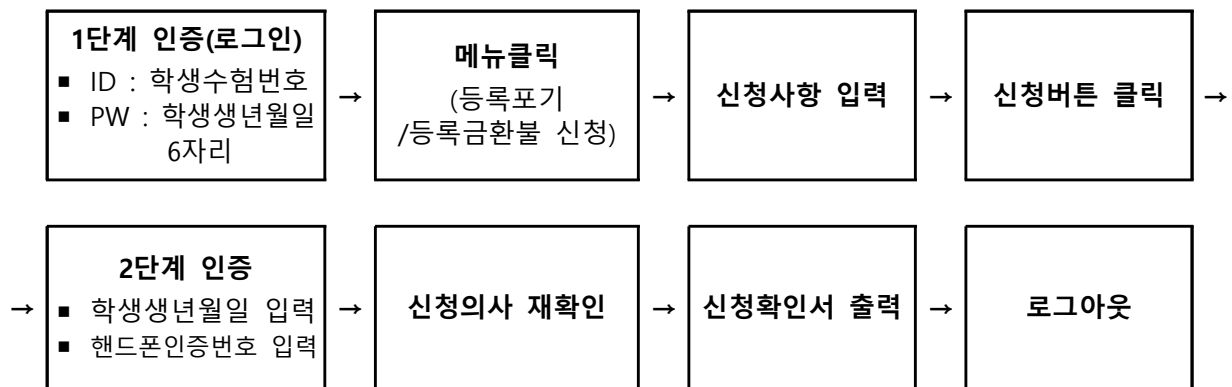 1단계 인증(로그인)
▪ ID : 학생수험번호
▪ PW : 학생생년월일
6자리
→
메뉴클릭
(등록포기
/등록금환불 신청)
→
신청사항 입력
→
신청버튼 클릭
→
→
2단계 인증
▪ 학생생년월일 입력
▪ 핸드폰인증번호 입력
→
신청의사 재확인
→
신청확인서 출력
→
로그아웃